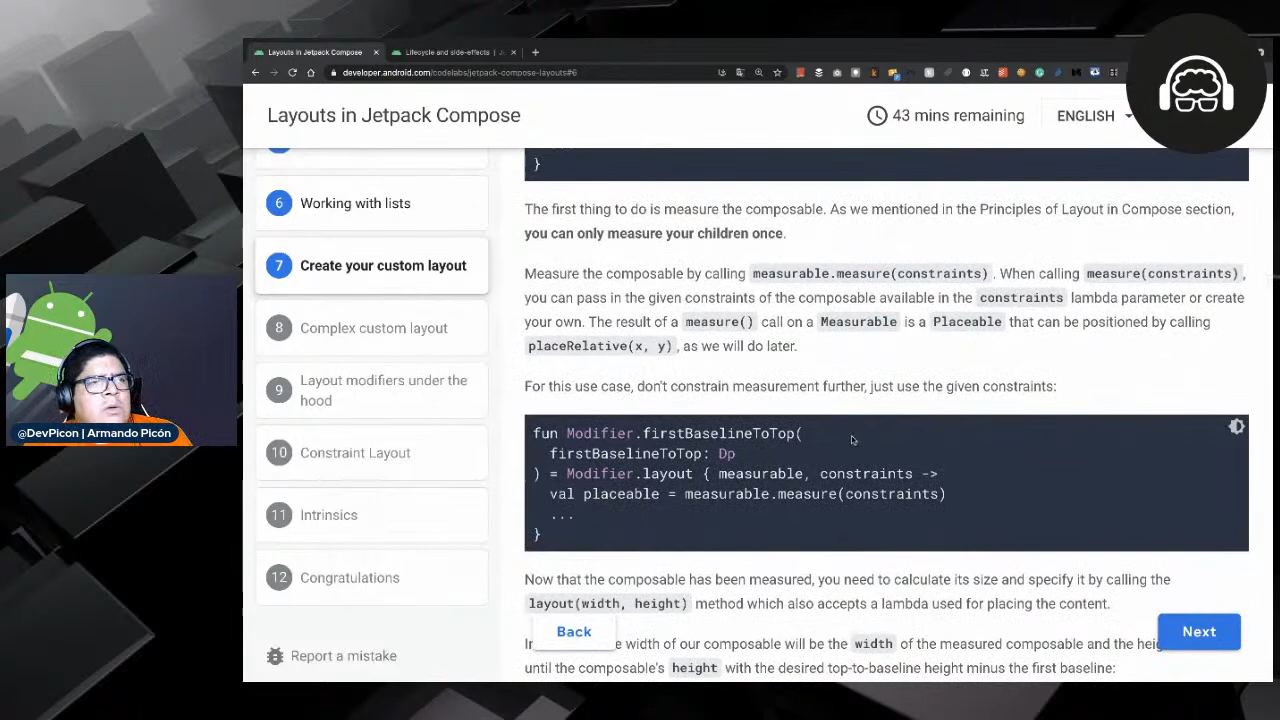 Layouts in Jetpack Compose
Lifecycle and side-effects | J
developer.android.com/codelabs/jetpack-compose-layouts#6
Layouts in Jetpack Compose
43 mins remaining
ENGLISH
6 Working with lists
7 Create your custom layout
8 Complex custom layout
9 Layout modifiers under the
hood
10 Constraint Layout
11 Intrinsics
12 Congratulations
Report a mistake
}
The first thing to do is measure the composable. As we mentioned in the Principles of Layout in Compose section,
you can only measure your children once.
Measure the composable by calling measurable.measure(constraints) . When calling measure(constraints) ,
you can pass in the given constraints of the composable available in the constraints lambda parameter or create
your own. The result of a measure() call on a Measurable is a Placeable that can be positioned by calling
placeRelative(x, y) , as we will do later.
For this use case, don't constrain measurement further, just use the given constraints:
fun Modifier.firstBaselineToTop(
firstBaselineToTop: Dp
) = Modifier.layout { measurable, constraints ->
val placeable = measurable.measure(constraints)
...
}
Now that the composable has been measured, you need to calculate its size and specify it by calling the
layout(width, height) method which also accepts a lambda used for placing the content.
width of our composable will be the width of the measured composable and the
until the composable's height with the desired top-to-baseline height minus the first baseline:
Back
Next
@DevPicon | Armando Picón